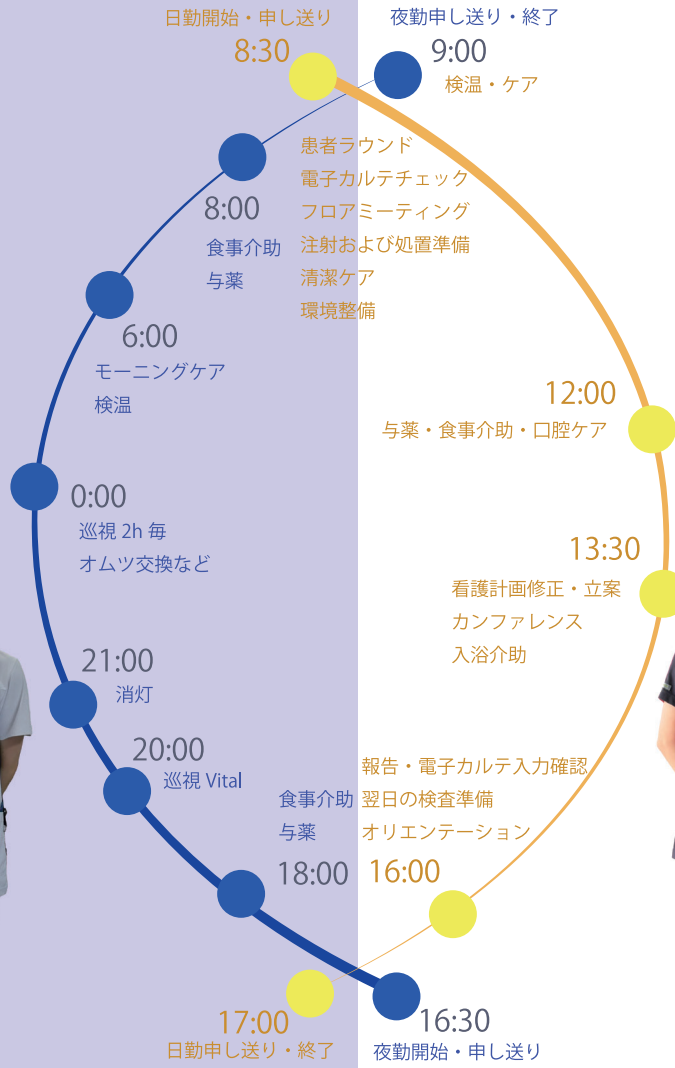 日勤開始・申し送り
8:30
夜勤申し送り・終了
9:00
検温・ケア
患者ラウンド
電子カルテチェック
フロアミーティング
注射および処置準備
清潔ケア
環境整備
8:00
食事介助
与薬
6:00
モーニングケア
検温
12:00
与薬・食事介助・口腔ケア
0:00
巡視 2h 毎
オムツ交換など
13:30
看護計画修正・立案
カンファレンス
入浴介助
21:00
消灯
20:00
巡視 Vital
食事介助
与薬
18:00
報告・電子カルテ入力確認
翌日の検査準備
オリエンテーション
16:00
17:00
日勤申し送り・終了
16:30
夜勤開始・申し送り